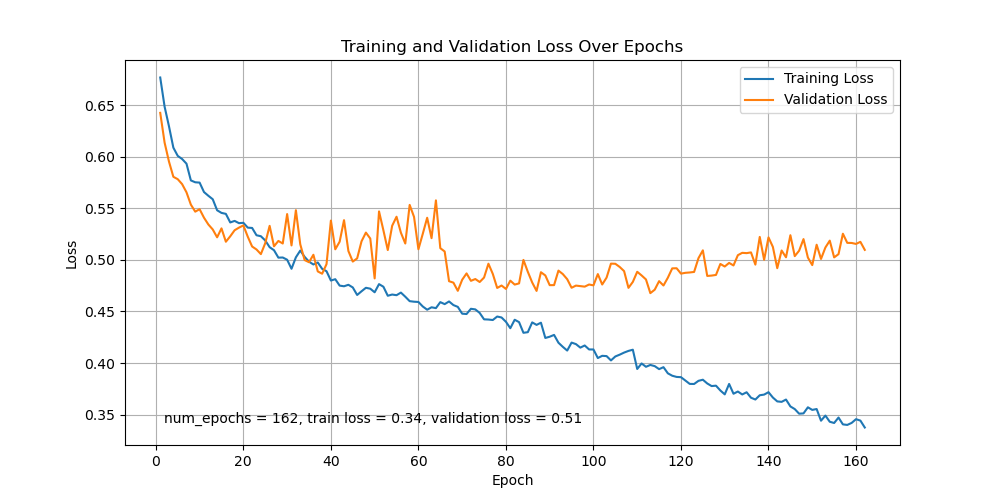 Training and Validation Loss Over Epochs
Training Loss
Validation Loss
Loss
0.65
0.60
0.55
0.50
0.45
0.40
0.35
num_epochs = 162, train loss = 0.34, validation loss = 0.51
0 20 40 60 80 100 120 140 160
Epoch